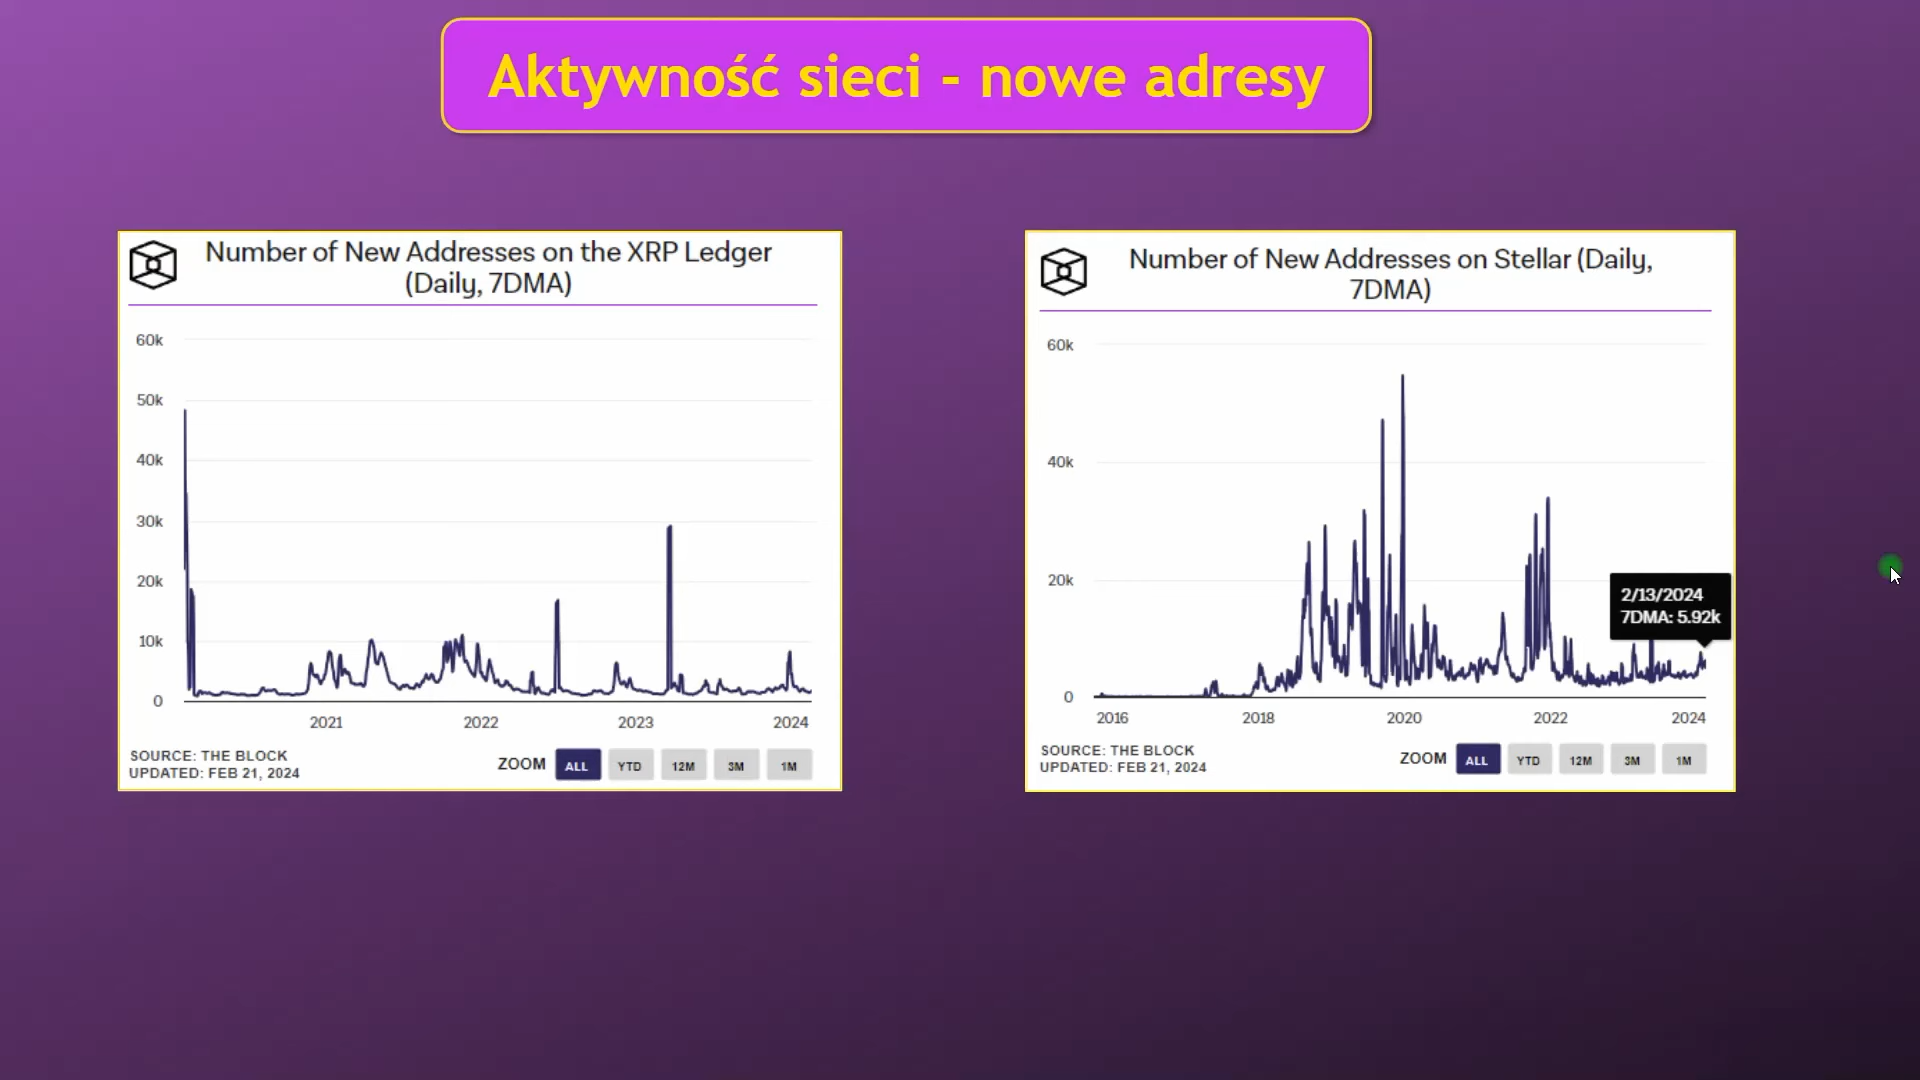 Aktywność sieci - nowe adresy
Number of New Addresses on the XRP Ledger
(Daily, 7DMA)
60k
50k
40k
30k
20k
10k
0
2021
2022
2023
2024
SOURCE: THE BLOCK
UPDATED: FEB 21, 2024
ZOOM
ALL
YTD
12M
3M
1M
Number of New Addresses on Stellar (Daily,
7DMA)
60k
40k
20k
0
2/13/2024
7DMA: 5.92k
2016
2018
2020
2022
2024
SOURCE: THE BLOCK
UPDATED: FEB 21, 2024
ZOOM
ALL
YTD
12M
3M
1M